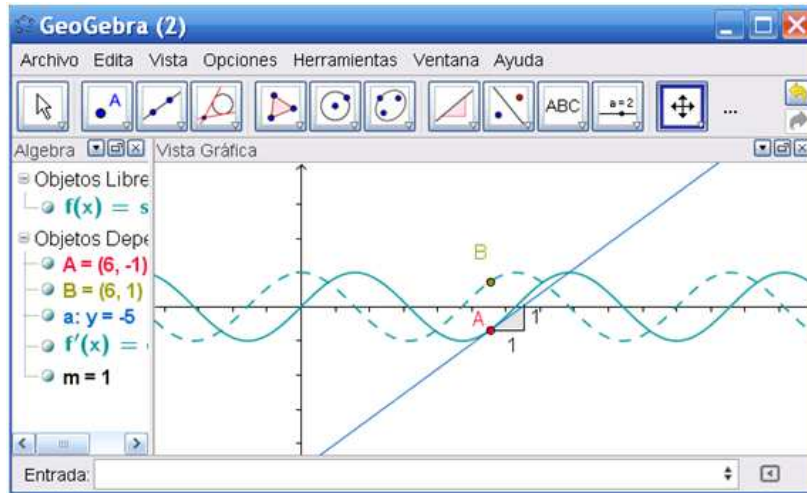 GeoGebra (2)
Archivo Edita Vista Opciones Herramientas Ventana Ayuda
A ABC a=2 ...
Algebra Vista Gráfica
Objetos Libre
f(x) = s
Objetos Depe
A = (6, -1)
B = (6, 1)
a: y = -5
f'(x) =
m = 1
B
A
1
1
Entrada: